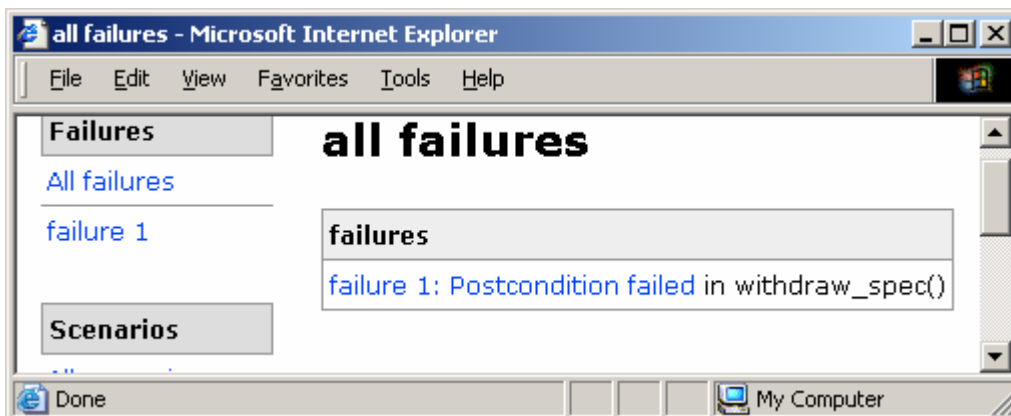 all failures - Microsoft Internet Explorer
File Edit View Favorites Tools Help
Failures
All failures
failure 1
Scenarios
all failures
failures
failure 1: Postcondition failed in withdraw_spec()
Done
My Computer